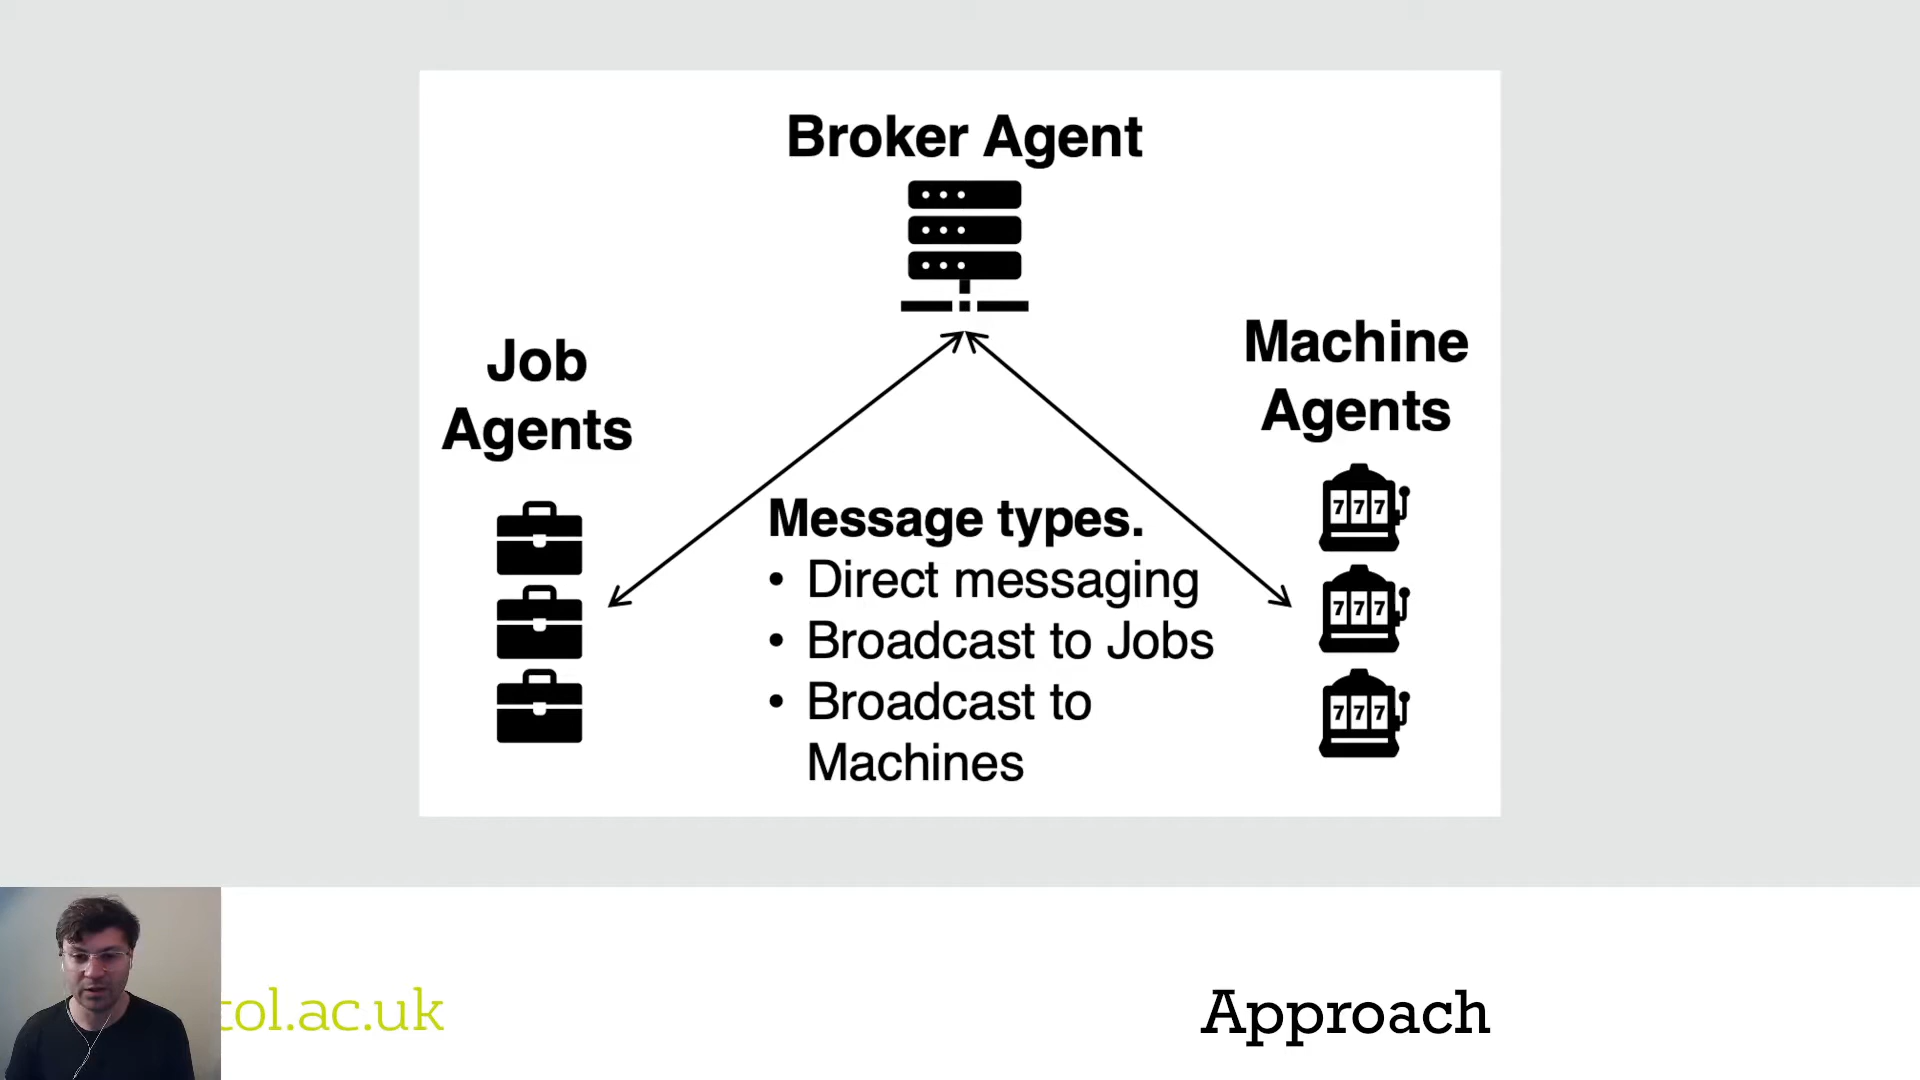 Broker Agent
Job
Agents
Machine
Agents
Message types.
• Direct messaging
• Broadcast to Jobs
• Broadcast to
Machines
777
777
777
tol.ac.uk
Approach